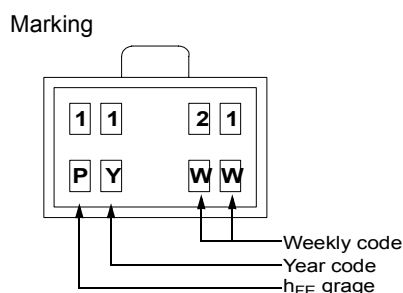 Marking
1 1 2 1
P Y W W
Weekly code
Year code
hFE grage